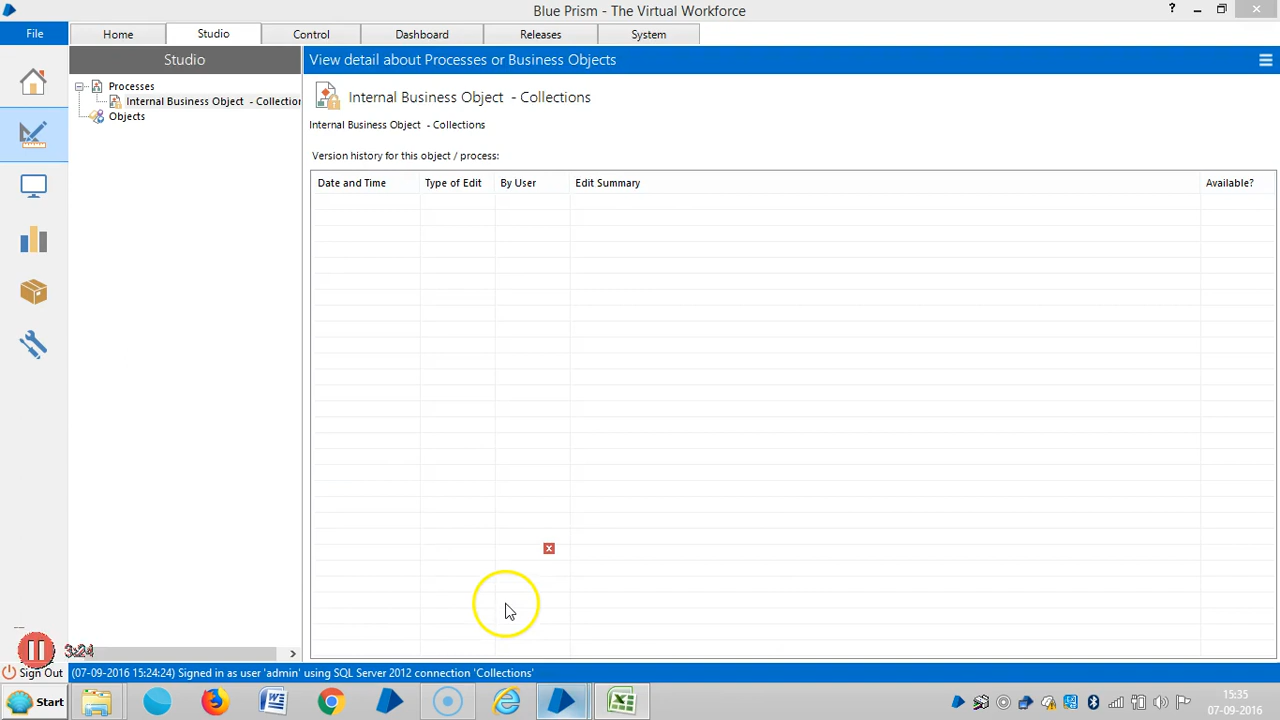 Blue Prism - The Virtual Workforce
?
File
Home
Studio
Control
Dashboard
Releases
System
Studio
View detail about Processes or Business Objects
Processes
Internal Business Object - Collection
Objects
Internal Business Object - Collections
Internal Business Object - Collections
Version history for this object / process:
Date and Time
Type of Edit
By User
Edit Summary
Available?
3:24
Sign Out
(07-09-2016 15:24:24) Signed in as user 'admin' using SQL Server 2012 connection 'Collections'
Start
15:35
07-09-2016